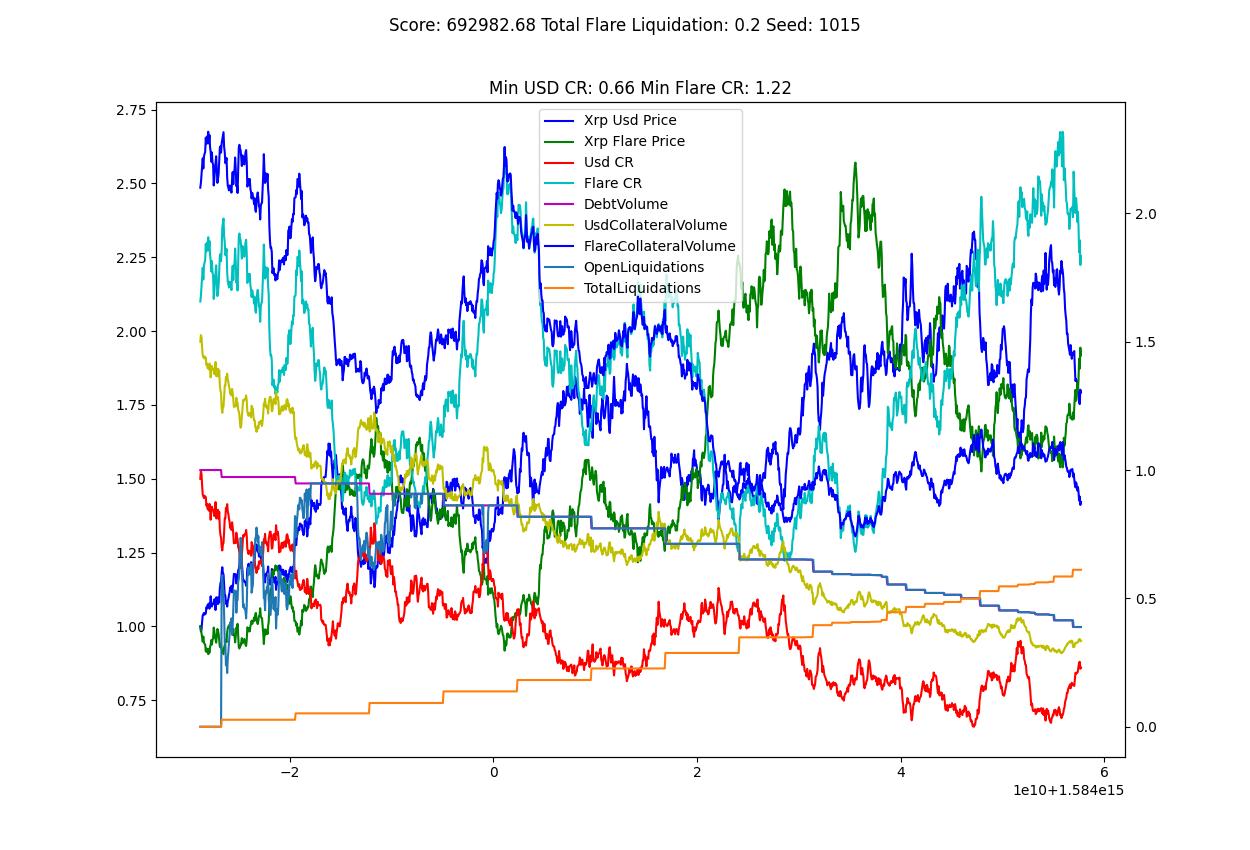 Score: 692982.68 Total Flare Liquidation: 0.2 Seed: 1015
Min USD CR: 0.66 Min Flare CR: 1.22
2.75
2.50
2.25
2.00
1.75
1.50
1.25
1.00
0.75
Xrp Usd Price
Xrp Flare Price
Usd CR
Flare CR
DebtVolume
UsdCollateralVolume
FlareCollateralVolume
OpenLiquidations
TotalLiquidations
2.0
1.5
1.0
0.5
0.0
−2 0 2 4 6
1e10+1.584e15